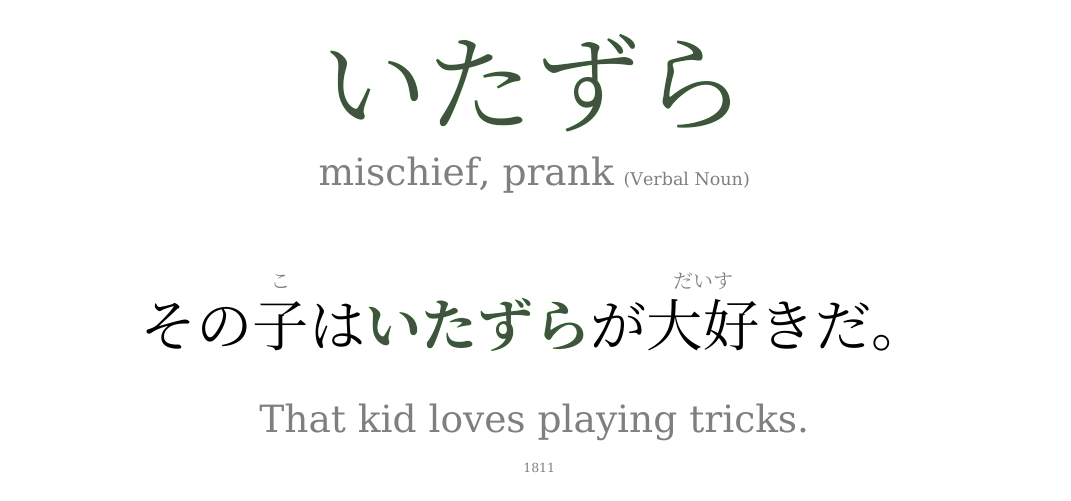 いたずら
mischief, prank (Verbal Noun)
こ だいす
その子はいたずらが大好きだ。
That kid loves playing tricks.
1811